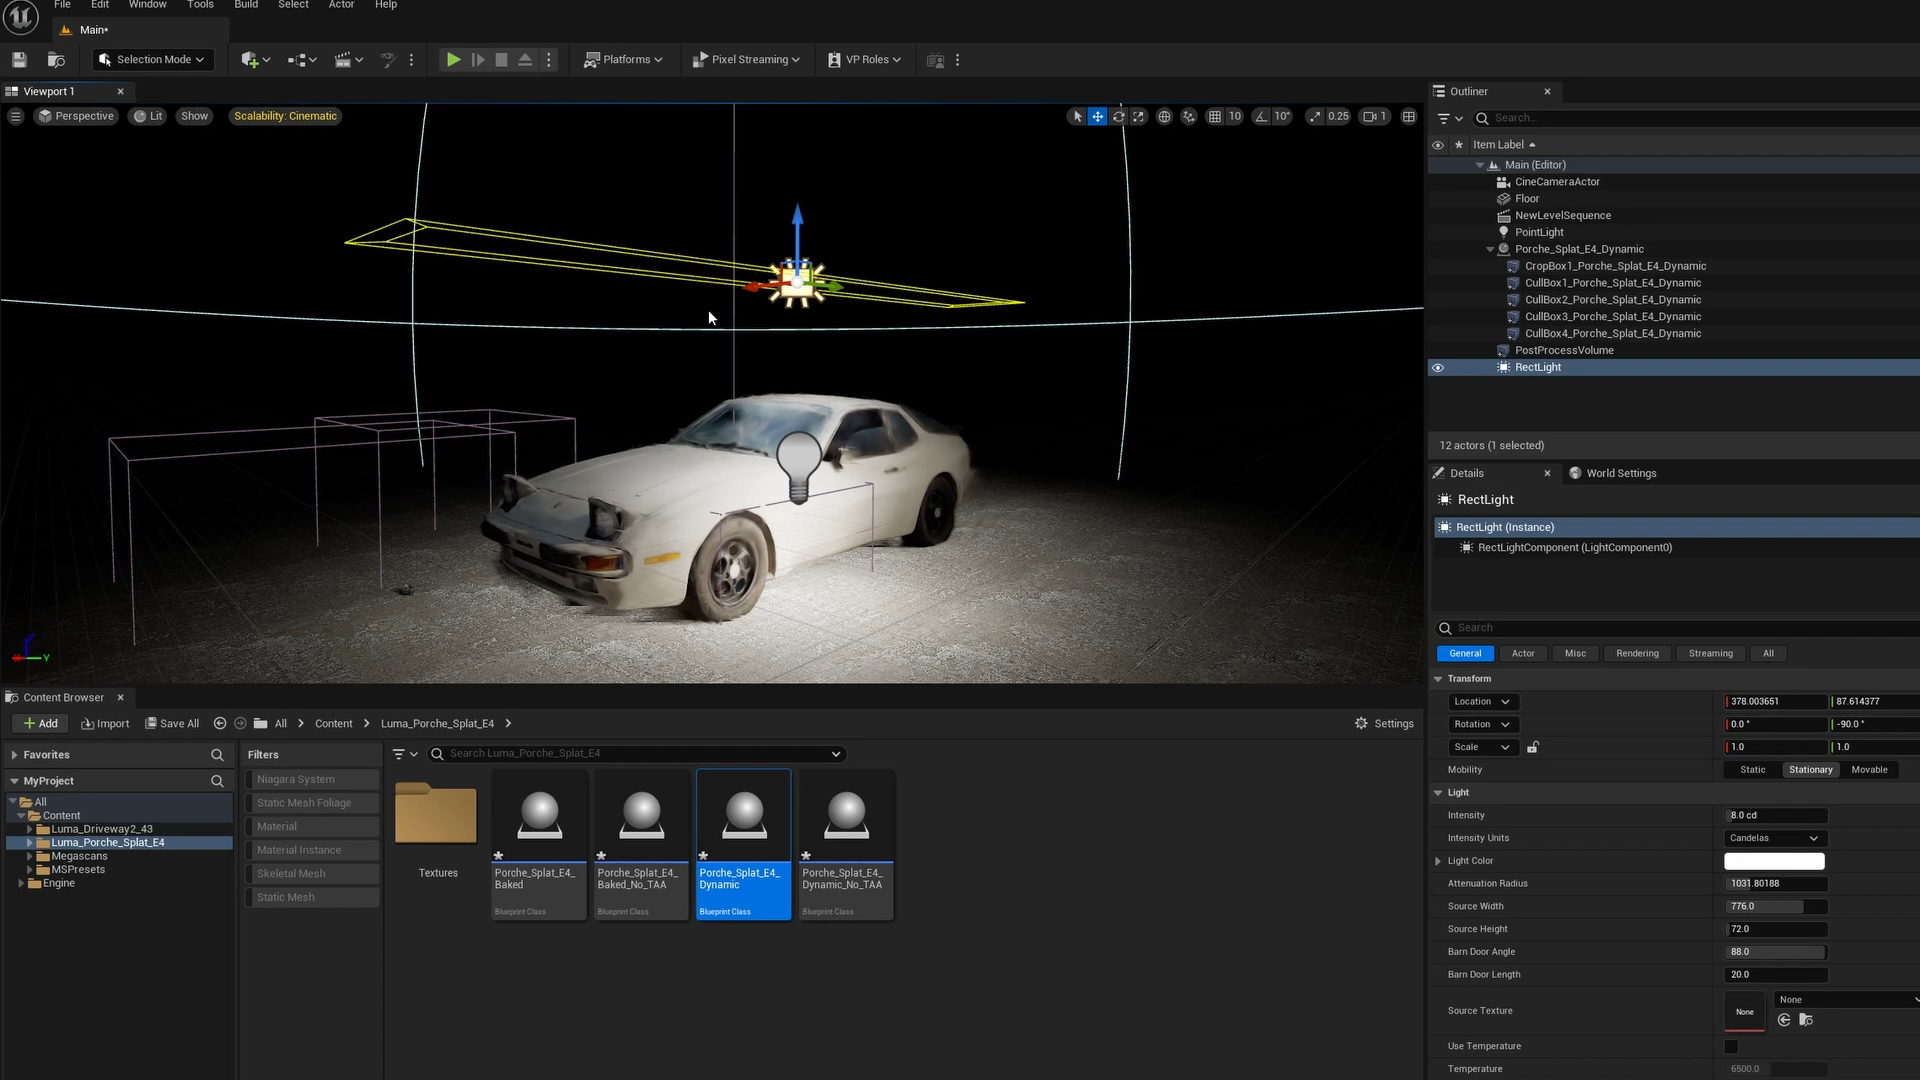 File Edit Window Tools Build Select Actor Help
Main•
Selection Mode
Platforms
Pixel Streaming
VP Roles
Viewport 1
Perspective
Lit
Show
Scalability: Cinematic
10
10°
0.25
1
Y
Outliner
Search...
Item Label
Main (Editor)
CineCameraActor
Floor
NewLevelSequence
PointLight
Porche_Splat_E4_Dynamic
CropBox1_Porche_Splat_E4_Dynamic
CullBox1_Porche_Splat_E4_Dynamic
CullBox2_Porche_Splat_E4_Dynamic
CullBox3_Porche_Splat_E4_Dynamic
CullBox4_Porche_Splat_E4_Dynamic
PostProcessVolume
RectLight
12 actors (1 selected)
Details
World Settings
RectLight
RectLight (Instance)
RectLightComponent (LightComponent0)
Search
General Actor Misc Rendering Streaming All
Transform
Location 378.003651 87.614377
Rotation 0.0 ° -90.0 °
Scale 1.0 1.0
Mobility Static Stationary Movable
Light
Intensity 8.0 cd
Intensity Units Candelas
Light Color
Attenuation Radius 1031.80188
Source Width 776.0
Source Height 72.0
Barn Door Angle 88.0
Barn Door Length 20.0
Source Texture None None
Use Temperature
Temperature 6500.0
Content Browser
Add Import Save All All Content Luma_Porche_Splat_E4 Settings
Favorites
MyProject
All
Content
Luma_Driveway2_43
Luma_Porche_Splat_E4
Megascans
MSPresets
Engine
Filters
Niagara System
Static Mesh Foliage
Material
Material Instance
Skeletal Mesh
Static Mesh
Search Luma_Porche_Splat_E4
Textures
Porche_Splat_E4_
Baked
Blueprint Class
Porche_Splat_E4_
Baked_No_TAA
Blueprint Class
Porche_Splat_E4_
Dynamic
Blueprint Class
Porche_Splat_E4_
Dynamic_No_TAA
Blueprint Class